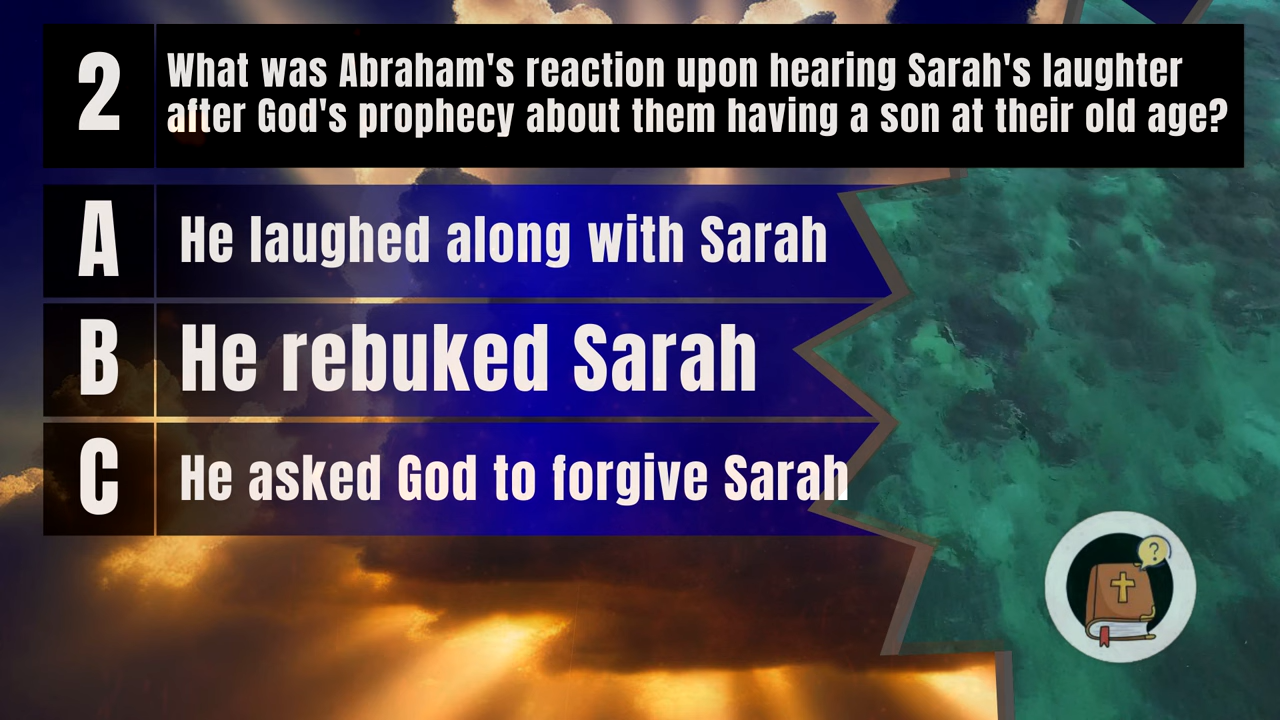 2
What was Abraham's reaction upon hearing Sarah's laughter
after God's prophecy about them having a son at their old age?
A
He laughed along with Sarah
B
He rebuked Sarah
C
He asked God to forgive Sarah
?